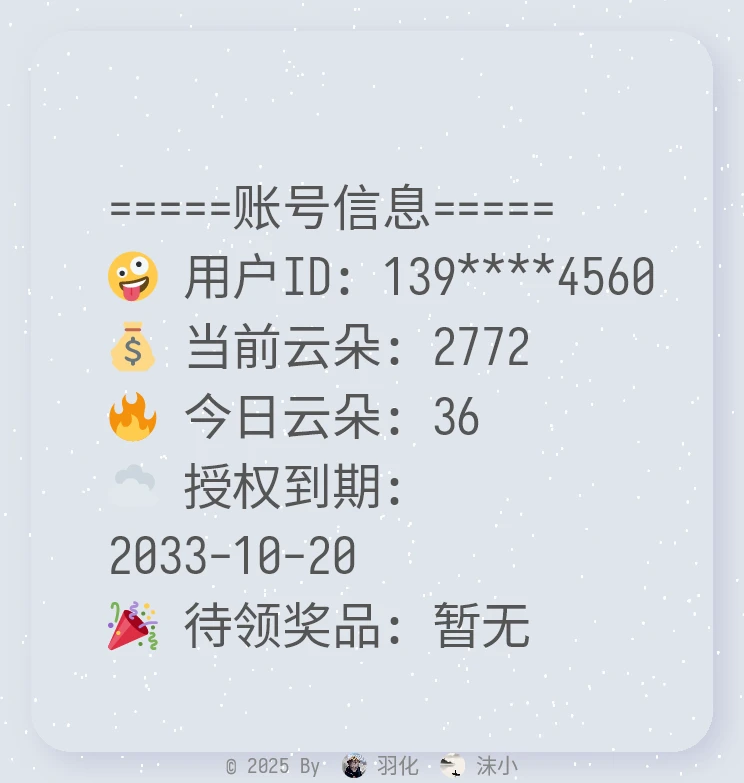 =====账号信息=====
🤪 用户ID: 139****4560
💰 当前云朵: 2772
🔥 今日云朵: 36
☁️ 授权到期:
2033-10-20
🎉 待领奖品: 暂无
© 2025 By 羽化 沫小